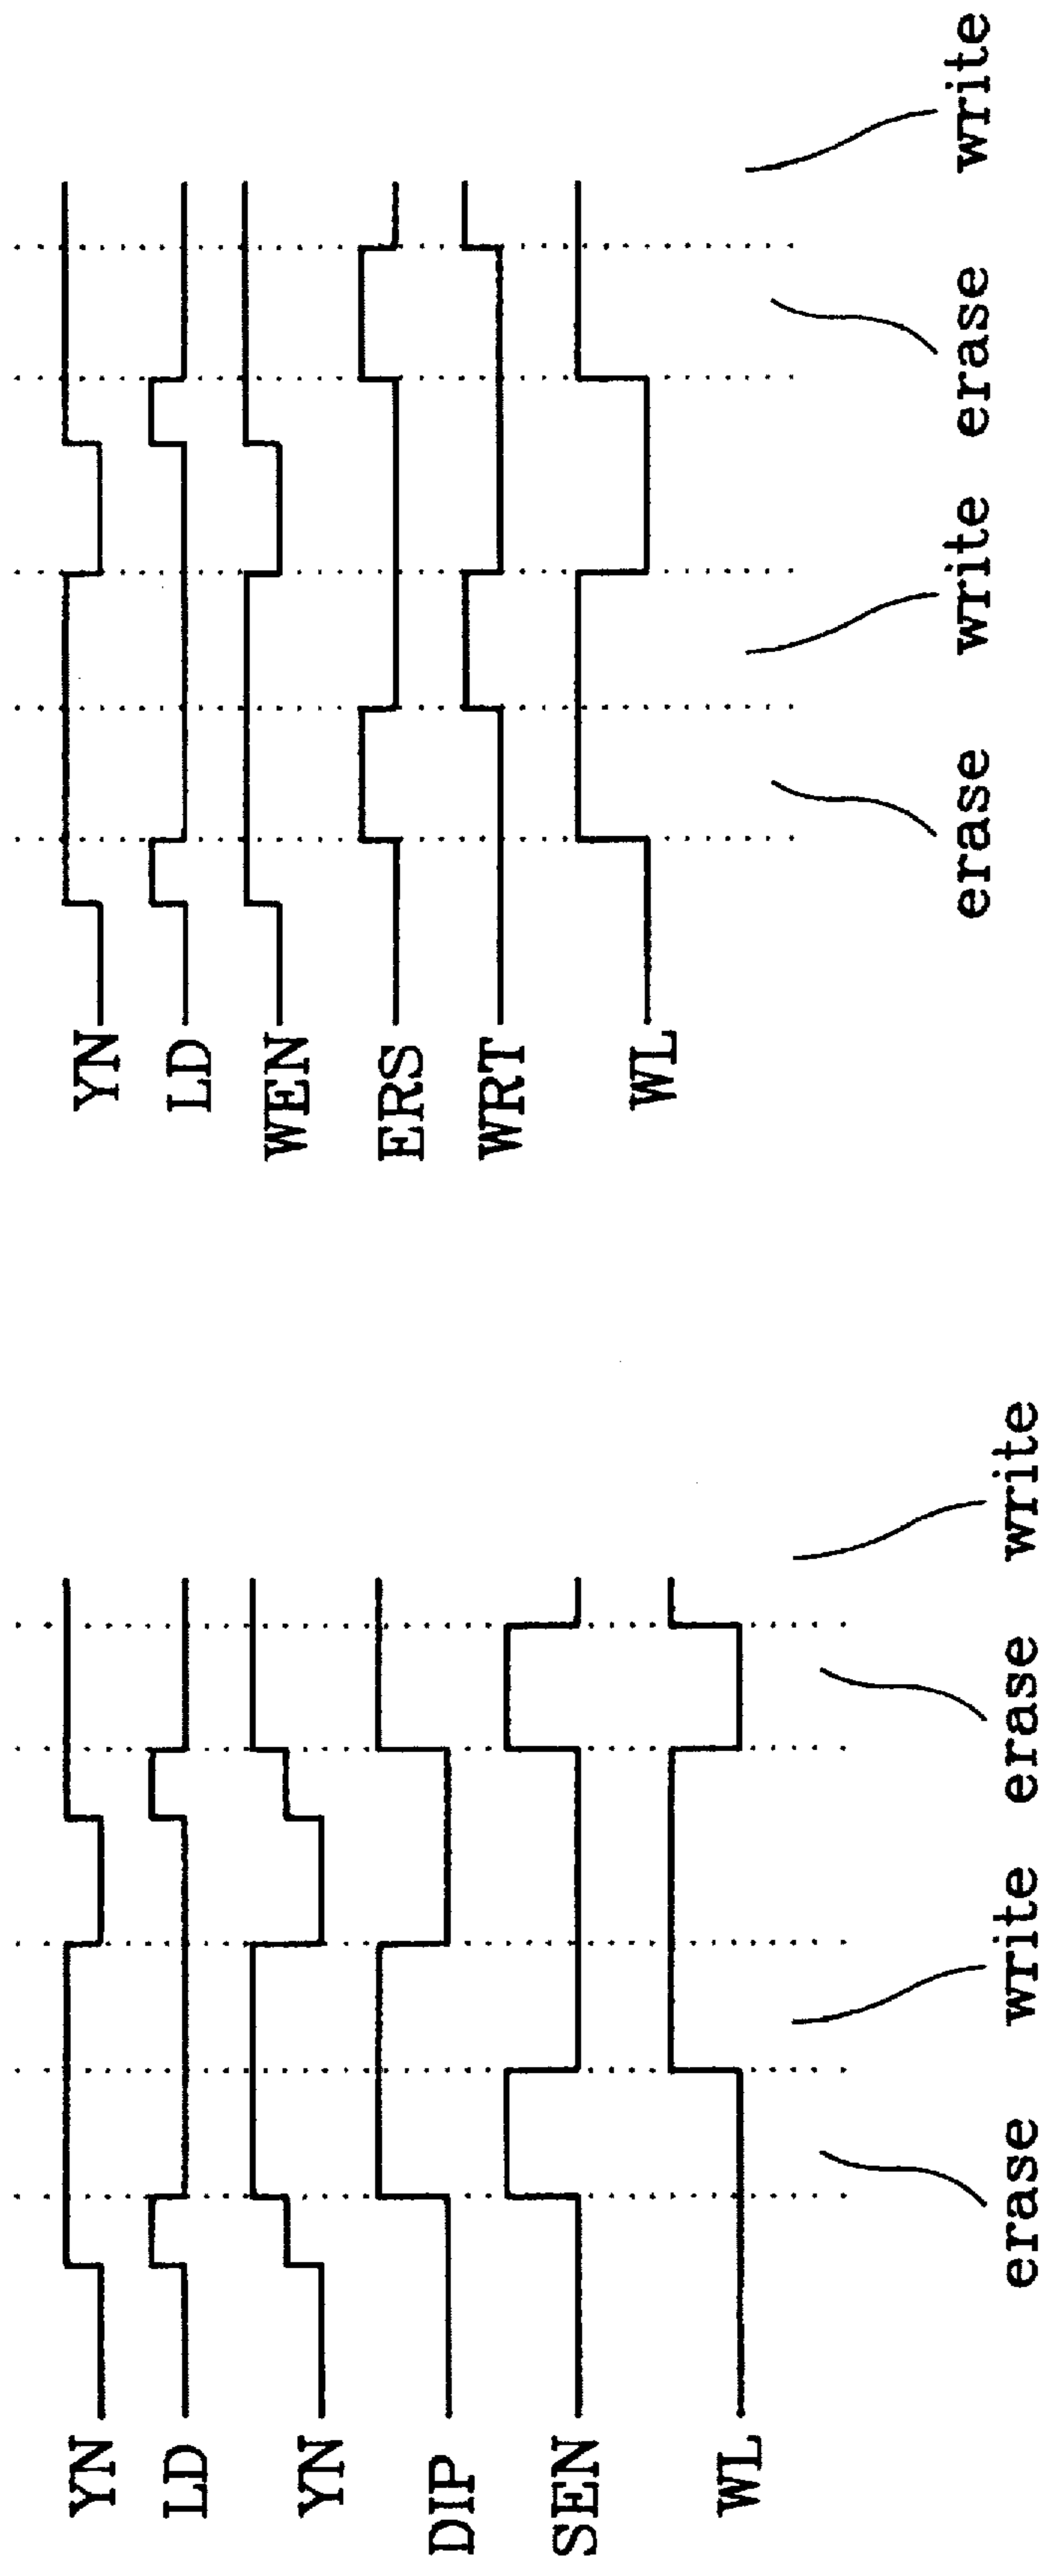 YN
LD
YN
DIP
SEN
WL
erase write erase write
YN
LD
WEN
ERS
WRT
WL
erase write erase write